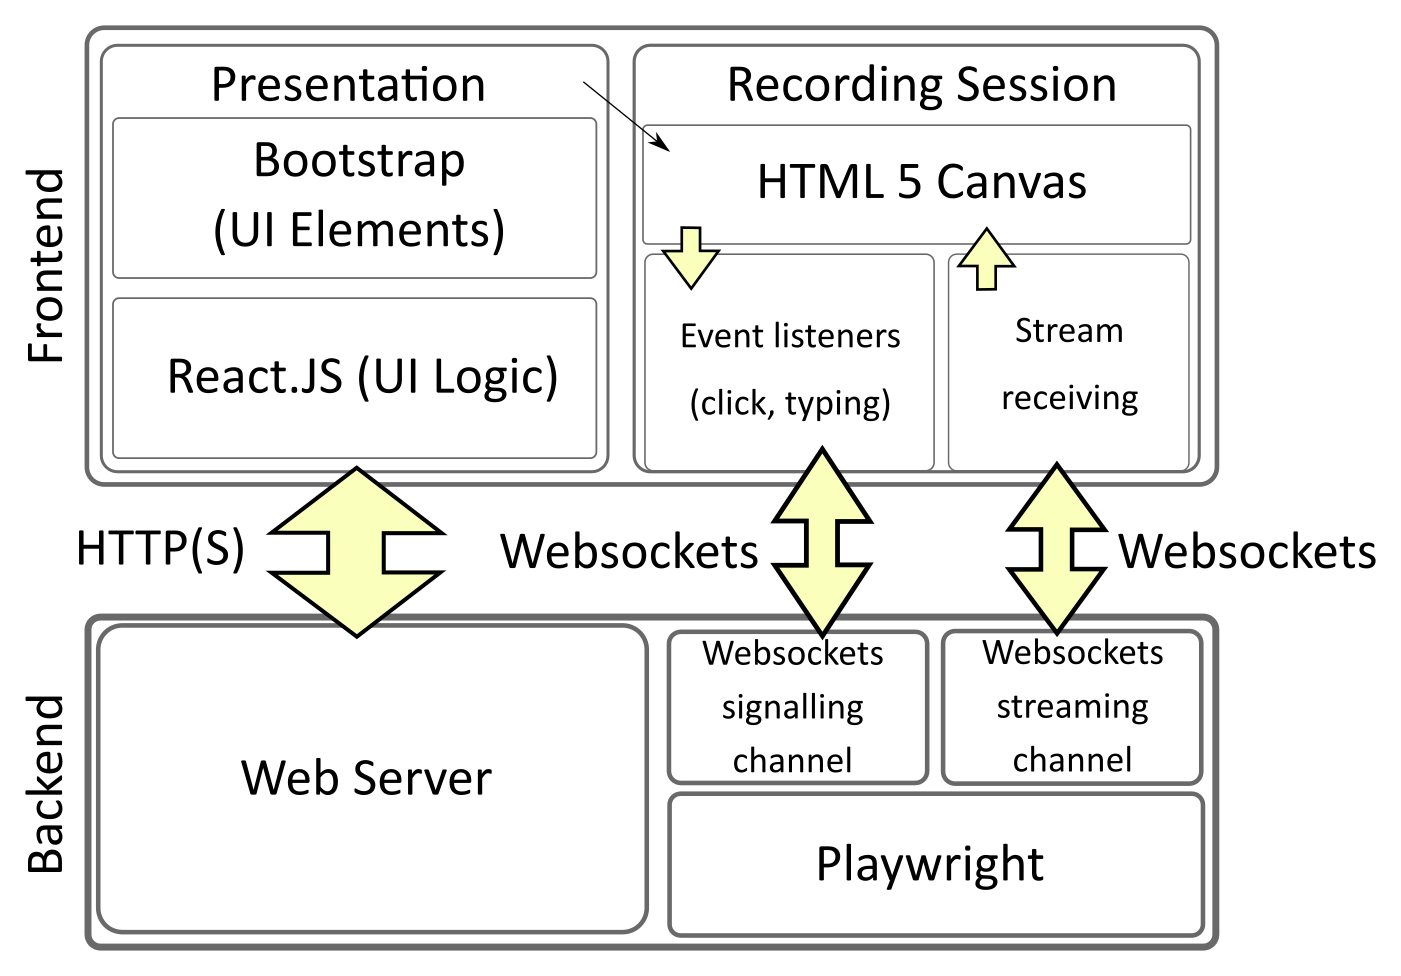 Frontend
Presentation
Bootstrap
(UI Elements)
React.JS (UI Logic)
Recording Session
HTML 5 Canvas
Event listeners
(click, typing)
Stream
receiving
HTTP(S)
Websockets
Websockets
Backend
Web Server
Websockets
signalling
channel
Websockets
streaming
channel
Playwright